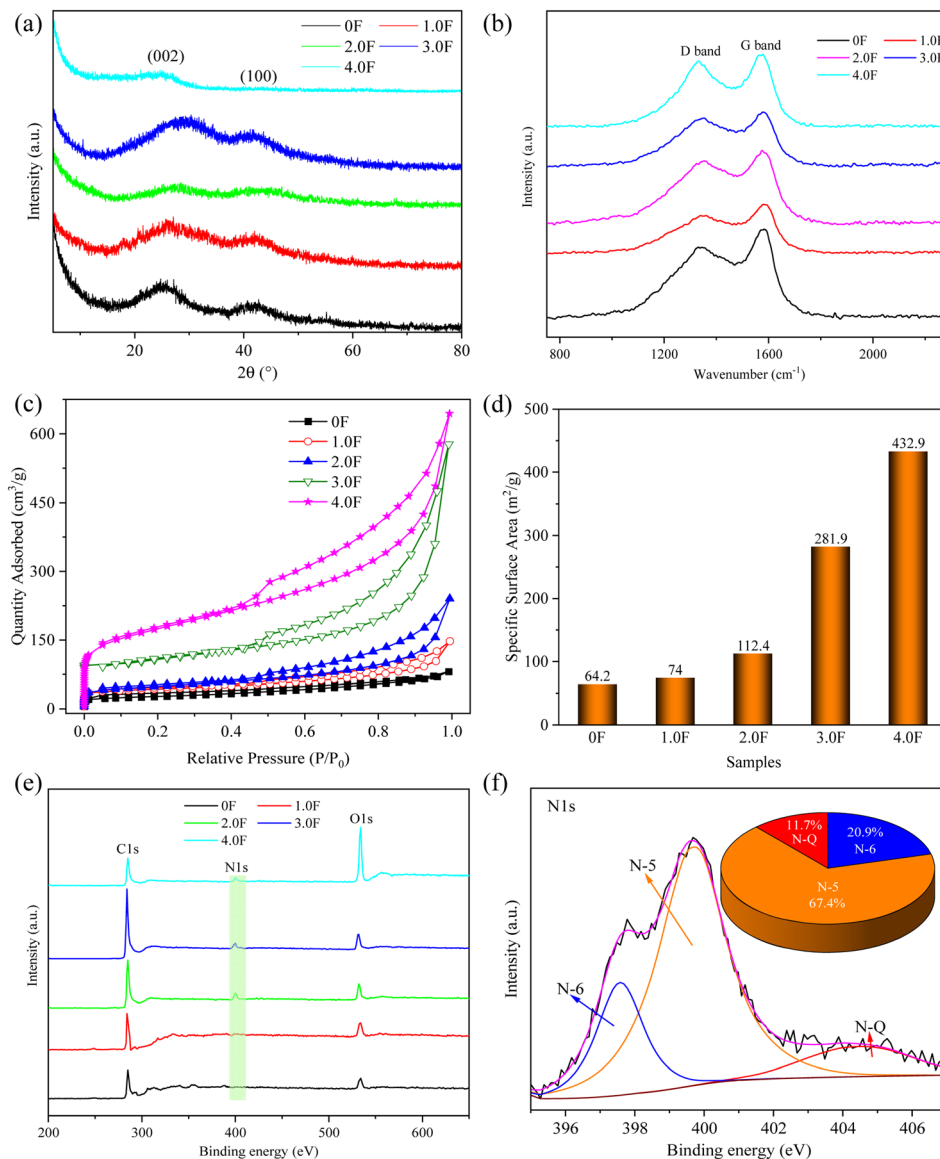 (a)
0F 1.0F
2.0F 3.0F
4.0F
(002)
(100)
Intensity (a.u.)
20 40 60 80
2θ (°)
(b)
0F 1.0F
2.0F 3.0F
4.0F
D band G band
Intensity (a.u.)
800 1200 1600 2000
Wavenumber (cm⁻¹)
(c)
0F
1.0F
2.0F
3.0F
4.0F
Quantity Adsorbed (cm³/g)
600
450
300
150
0
0.0 0.2 0.4 0.6 0.8 1.0
Relative Pressure (P/P₀)
(d)
Specific Surface Area (m²/g)
500
400
300
200
100
0
64.2 74 112.4 281.9 432.9
0F 1.0F 2.0F 3.0F 4.0F
Samples
(e)
0F 1.0F
2.0F 3.0F
4.0F
C1s
N1s
O1s
Intensity (a.u.)
200 300 400 500 600
Binding energy (eV)
(f)
N1s
11.7%
N-Q
20.9%
N-6
N-5
67.4%
N-5
N-6
N-Q
Intensity (a.u.)
396 398 400 402 404 406
Binding energy (eV)